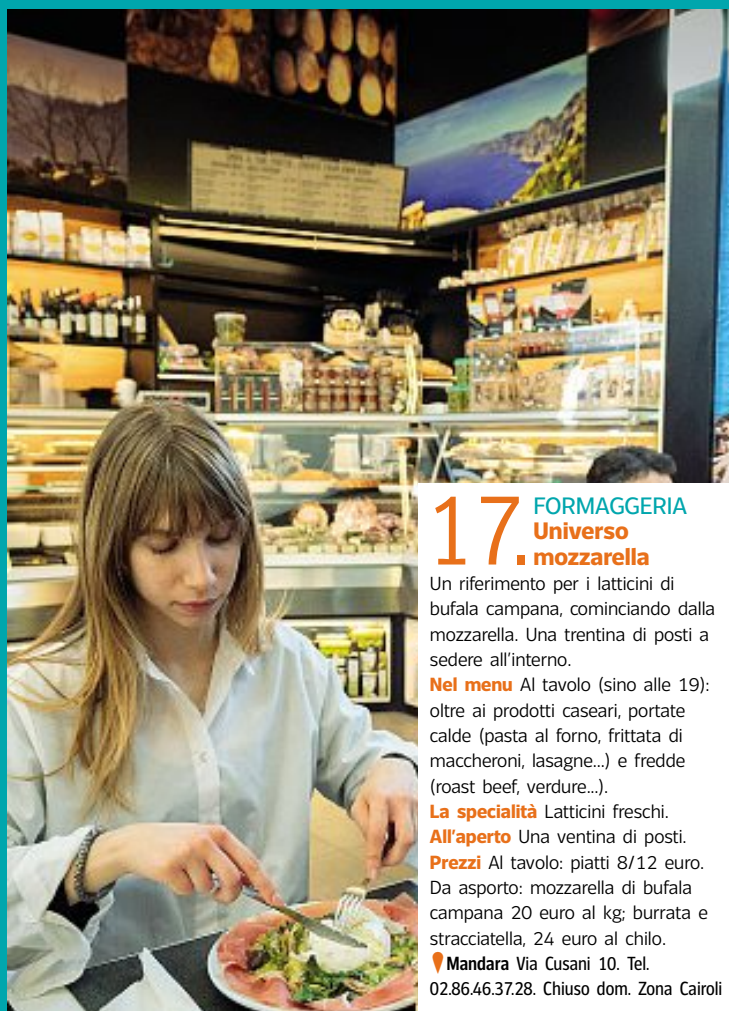 17. FORMAGGERIA
Universo
mozzarella
Un riferimento per i latticini di
bufala campana, cominciando dalla
mozzarella. Una trentina di posti a
sedere all'interno.
Nel menu Al tavolo (sino alle 19):
oltre ai prodotti caseari, portate
calde (pasta al forno, frittata di
maccheroni, lasagne...) e fredde
(roast beef, verdure...).
La specialità Latticini freschi.
All'aperto Una ventina di posti.
Prezzi Al tavolo: piatti 8/12 euro.
Da asporto: mozzarella di bufala
campana 20 euro al kg; burrata e
stracciatella, 24 euro al chilo.
Mandara Via Cusani 10. Tel.
02.86.46.37.28. Chiuso dom. Zona Cairoli